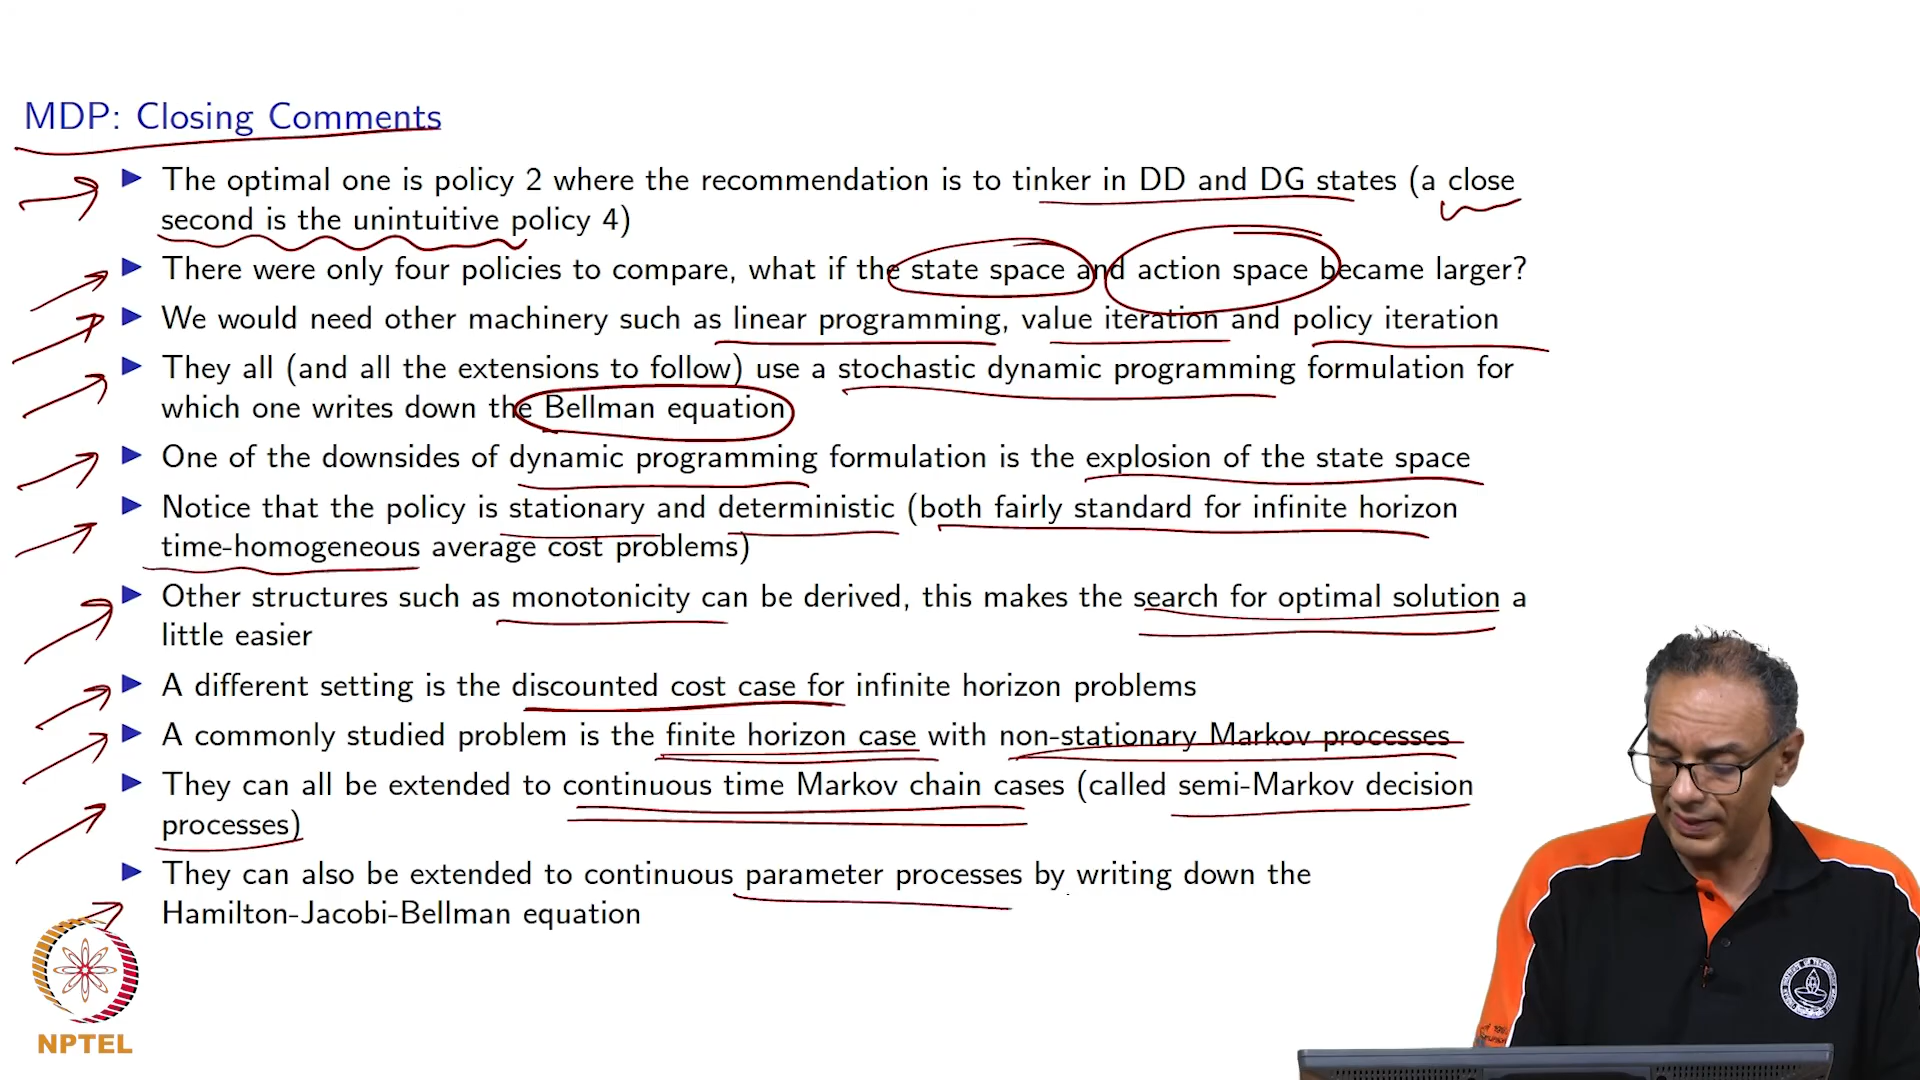 MDP: Closing Comments
The optimal one is policy 2 where the recommendation is to tinker in DD and DG states (a close
second is the unintuitive policy 4)
There were only four policies to compare, what if the state space and action space became larger?
We would need other machinery such as linear programming, value iteration and policy iteration
They all (and all the extensions to follow) use a stochastic dynamic programming formulation for
which one writes down the Bellman equation
One of the downsides of dynamic programming formulation is the explosion of the state space
Notice that the policy is stationary and deterministic (both fairly standard for infinite horizon
time-homogeneous average cost problems)
Other structures such as monotonicity can be derived, this makes the search for optimal solution a
little easier
A different setting is the discounted cost case for infinite horizon problems
A commonly studied problem is the finite horizon case with non-stationary Markov processes
They can all be extended to continuous time Markov chain cases (called semi-Markov decision
processes)
They can also be extended to continuous parameter processes by writing down the
Hamilton-Jacobi-Bellman equation
NPTEL